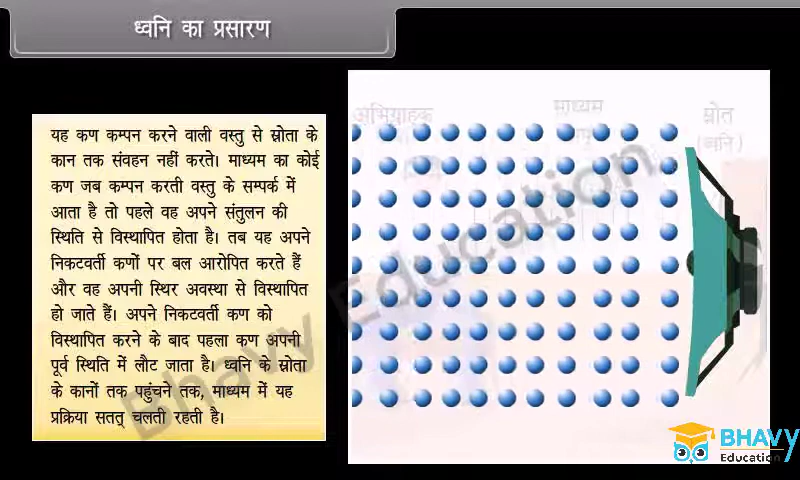 ध्वनि का प्रसारण
यह कण कम्पन करने वाली वस्तु से स्रोता के
कान तक संवहन नहीं करते। माध्यम का कोई
कण जब कम्पन करती वस्तु के सम्पर्क में
आता है तो पहले वह अपने संतुलन की
स्थिति से विस्थापित होता है। तब यह अपने
निकटवर्ती कणों पर बल आरोपित करते हैं
और वह अपनी स्थिर अवस्था से विस्थापित
हो जाते हैं। अपने निकटवर्ती कण को
विस्थापित करने के बाद पहला कण अपनी
पूर्व स्थिति में लौट जाता है। ध्वनि के स्रोता
के कानों तक पहुंचने तक, माध्यम में यह
प्रक्रिया सतत् चलती रहती है।
अभिग्राहक
माध्यम
स्रोत
(ध्वनि)
Bhavy Education
BHAVY
Education